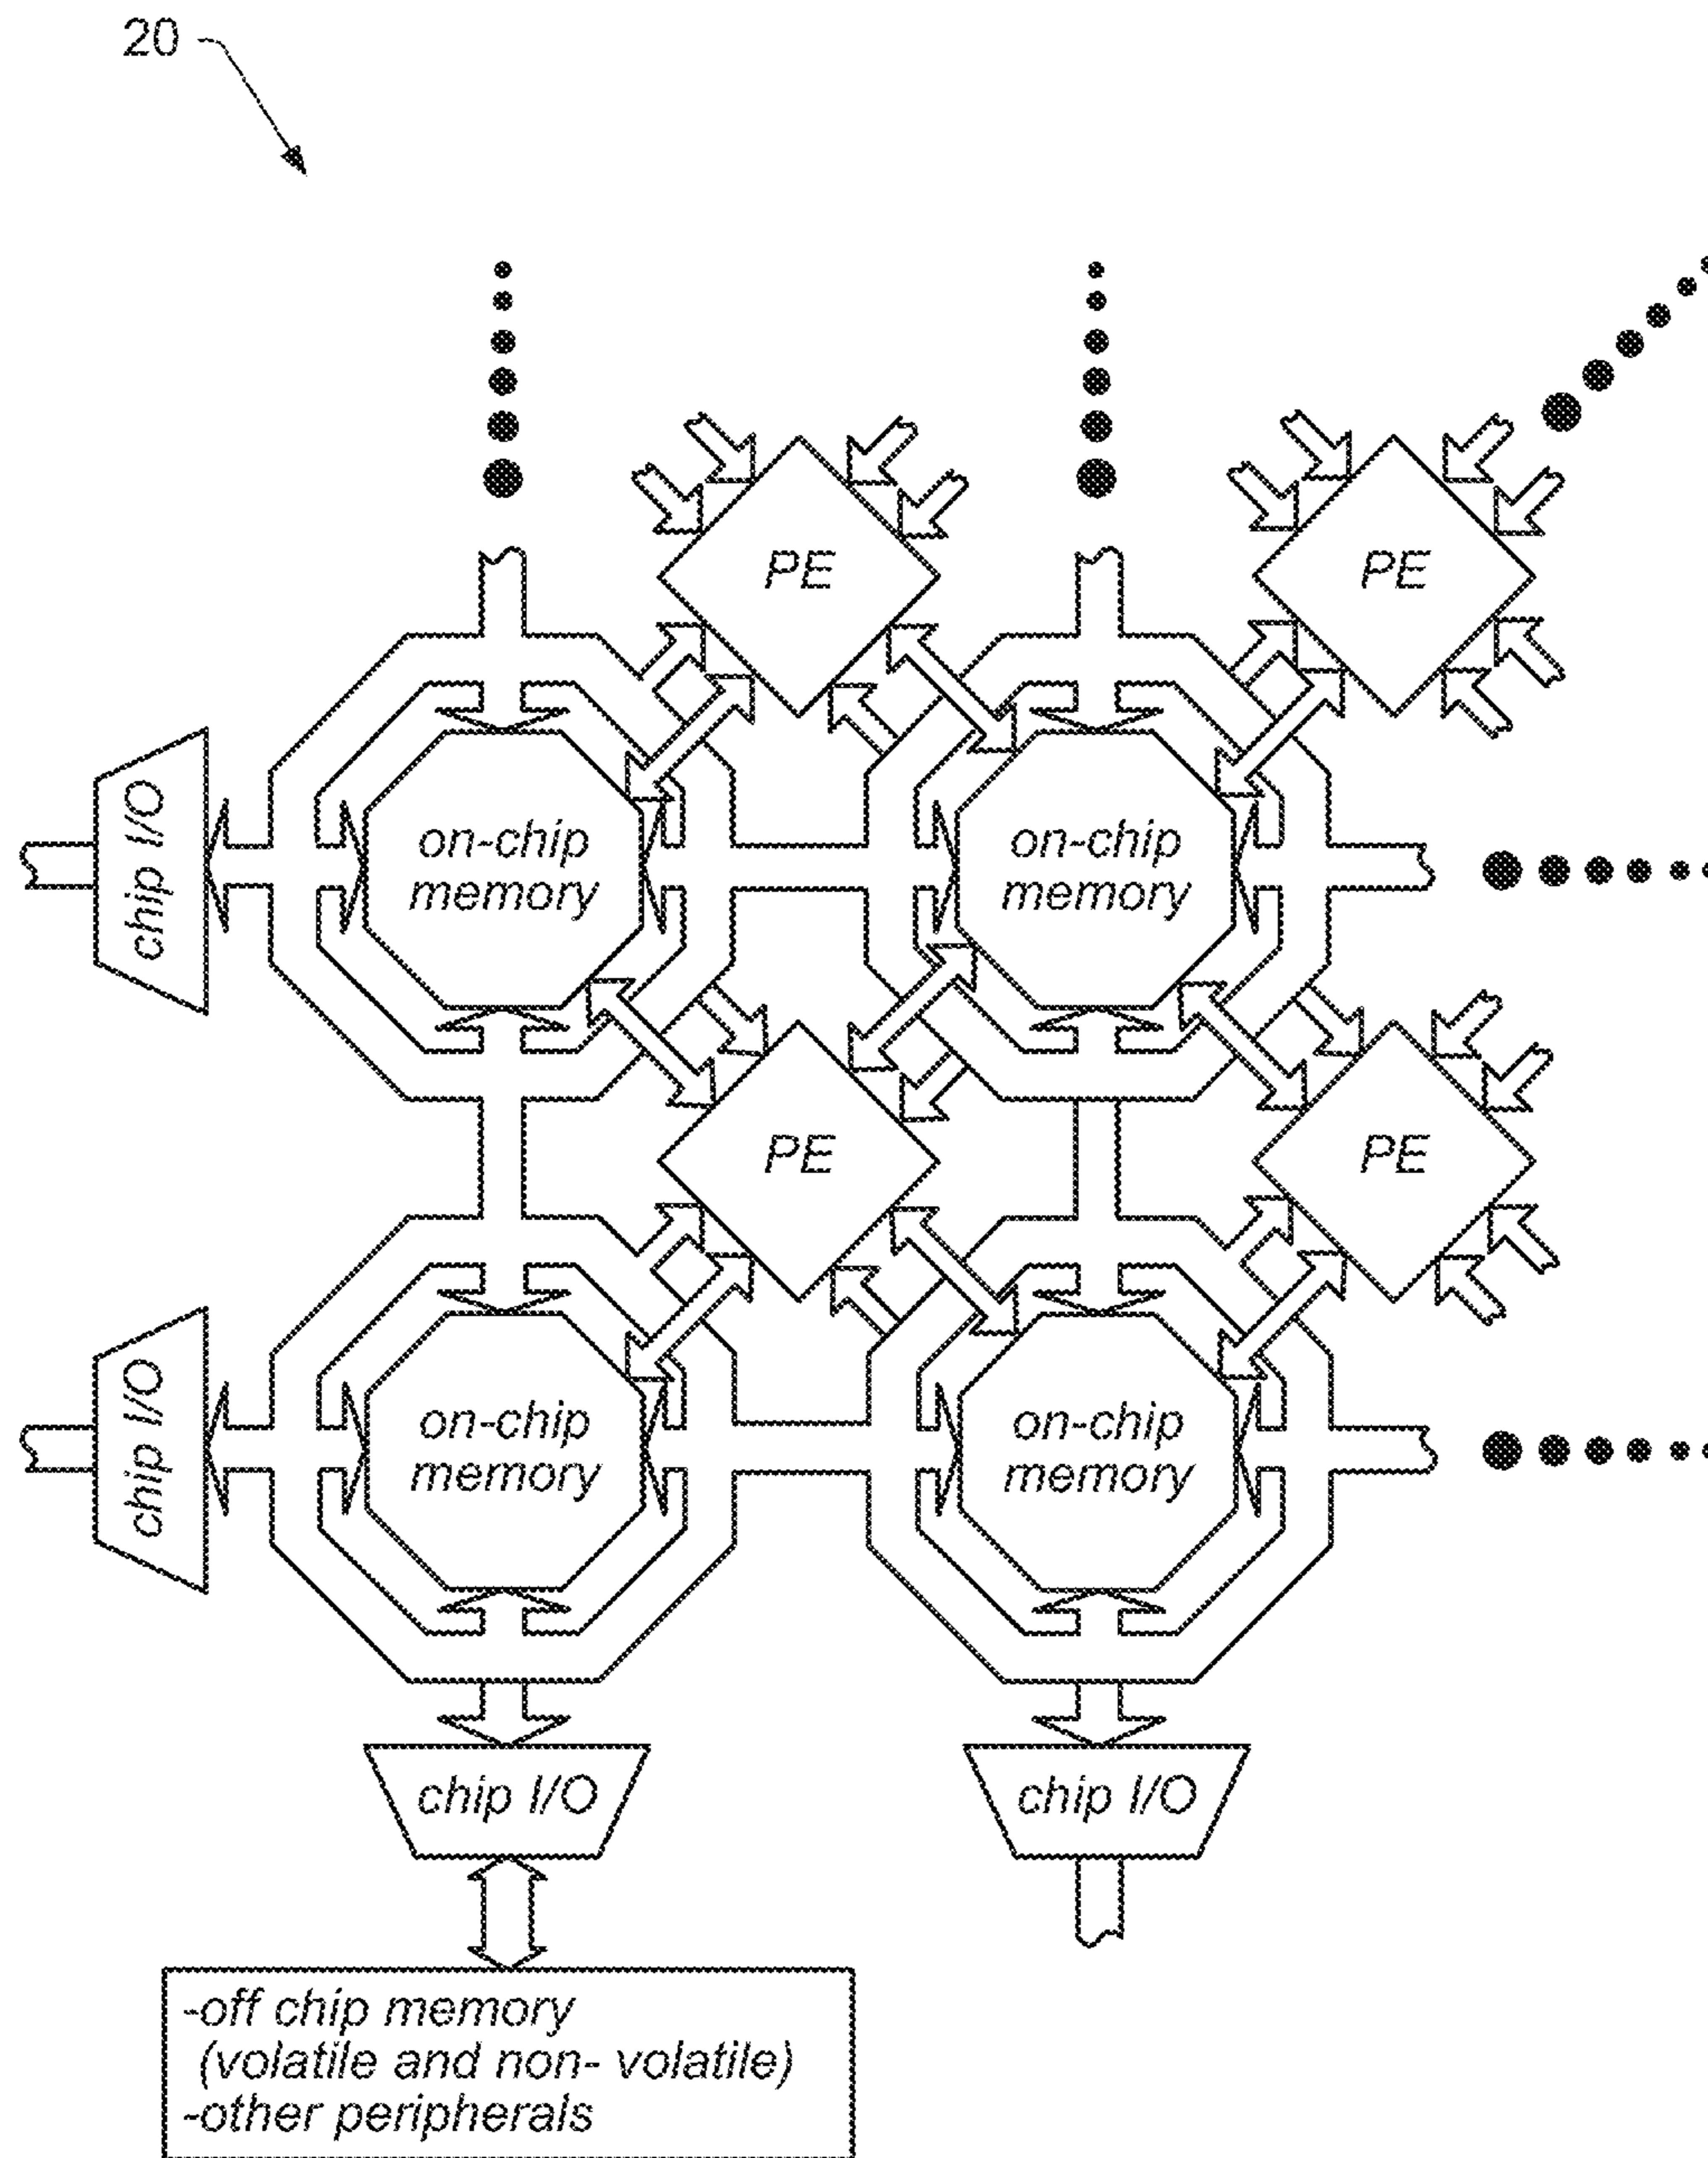 20
PE
PE
chip I/O
on-chip
memory
on-chip
memory
PE
PE
chip I/O
on-chip
memory
on-chip
memory
chip I/O
chip I/O
-off chip memory
(volatile and non- volatile)
-other peripherals